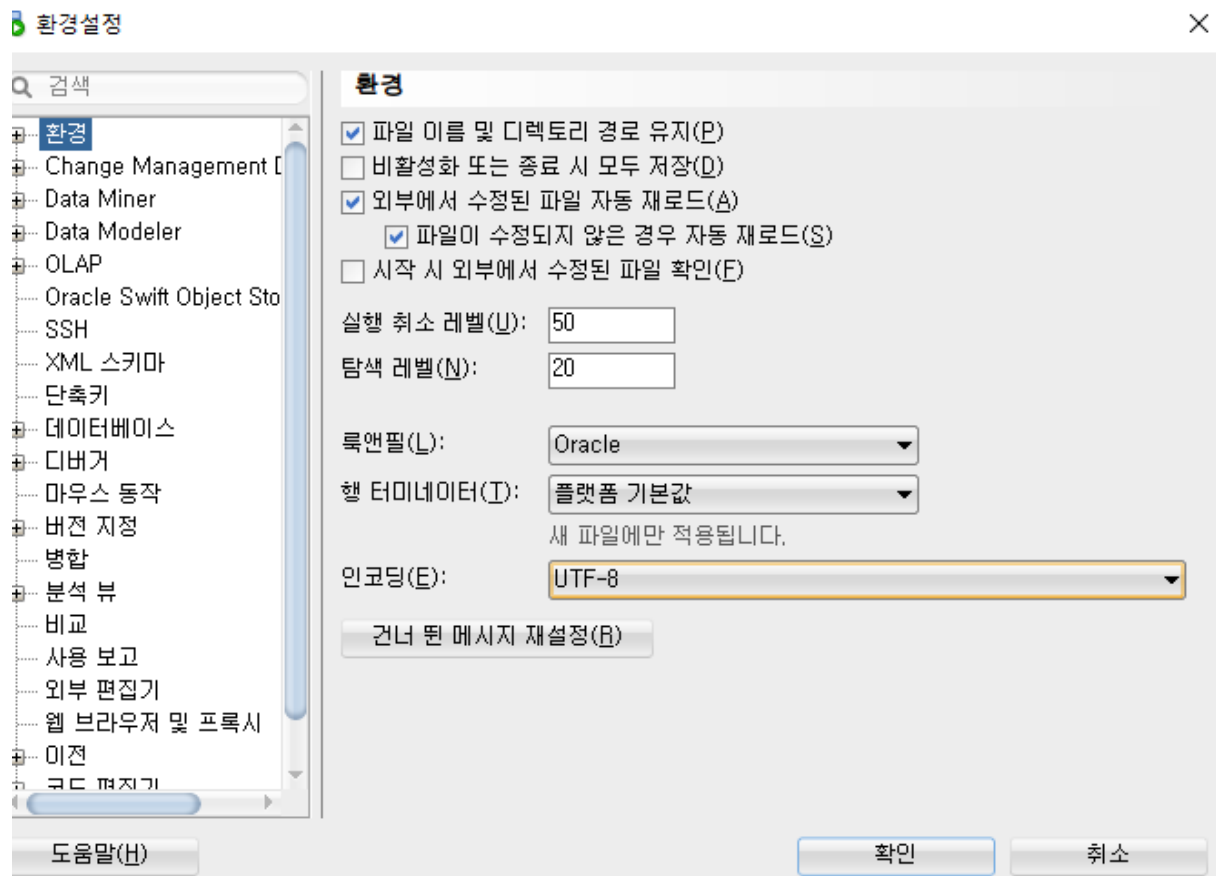 환경설정
검색
환경
Change Management D
Data Miner
Data Modeler
OLAP
Oracle Swift Object Sto
SSH
XML 스키마
단축키
데이터베이스
디버거
마우스 동작
버전 지정
병합
분석 뷰
비교
사용 보고
외부 편집기
웹 브라우저 및 프록시
이전
코드 편집기
환경
파일 이름 및 디렉토리 경로 유지(P)
비활성화 또는 종료 시 모두 저장(D)
외부에서 수정된 파일 자동 재로드(A)
파일이 수정되지 않은 경우 자동 재로드(S)
시작 시 외부에서 수정된 파일 확인(F)
실행 취소 레벨(U): 50
탐색 레벨(N): 20
룩앤필(L): Oracle
행 터미네이터(T): 플랫폼 기본값
새 파일에만 적용됩니다.
인코딩(E): UTF-8
건너 뛴 메시지 재설정(R)
도움말(H) 확인 취소